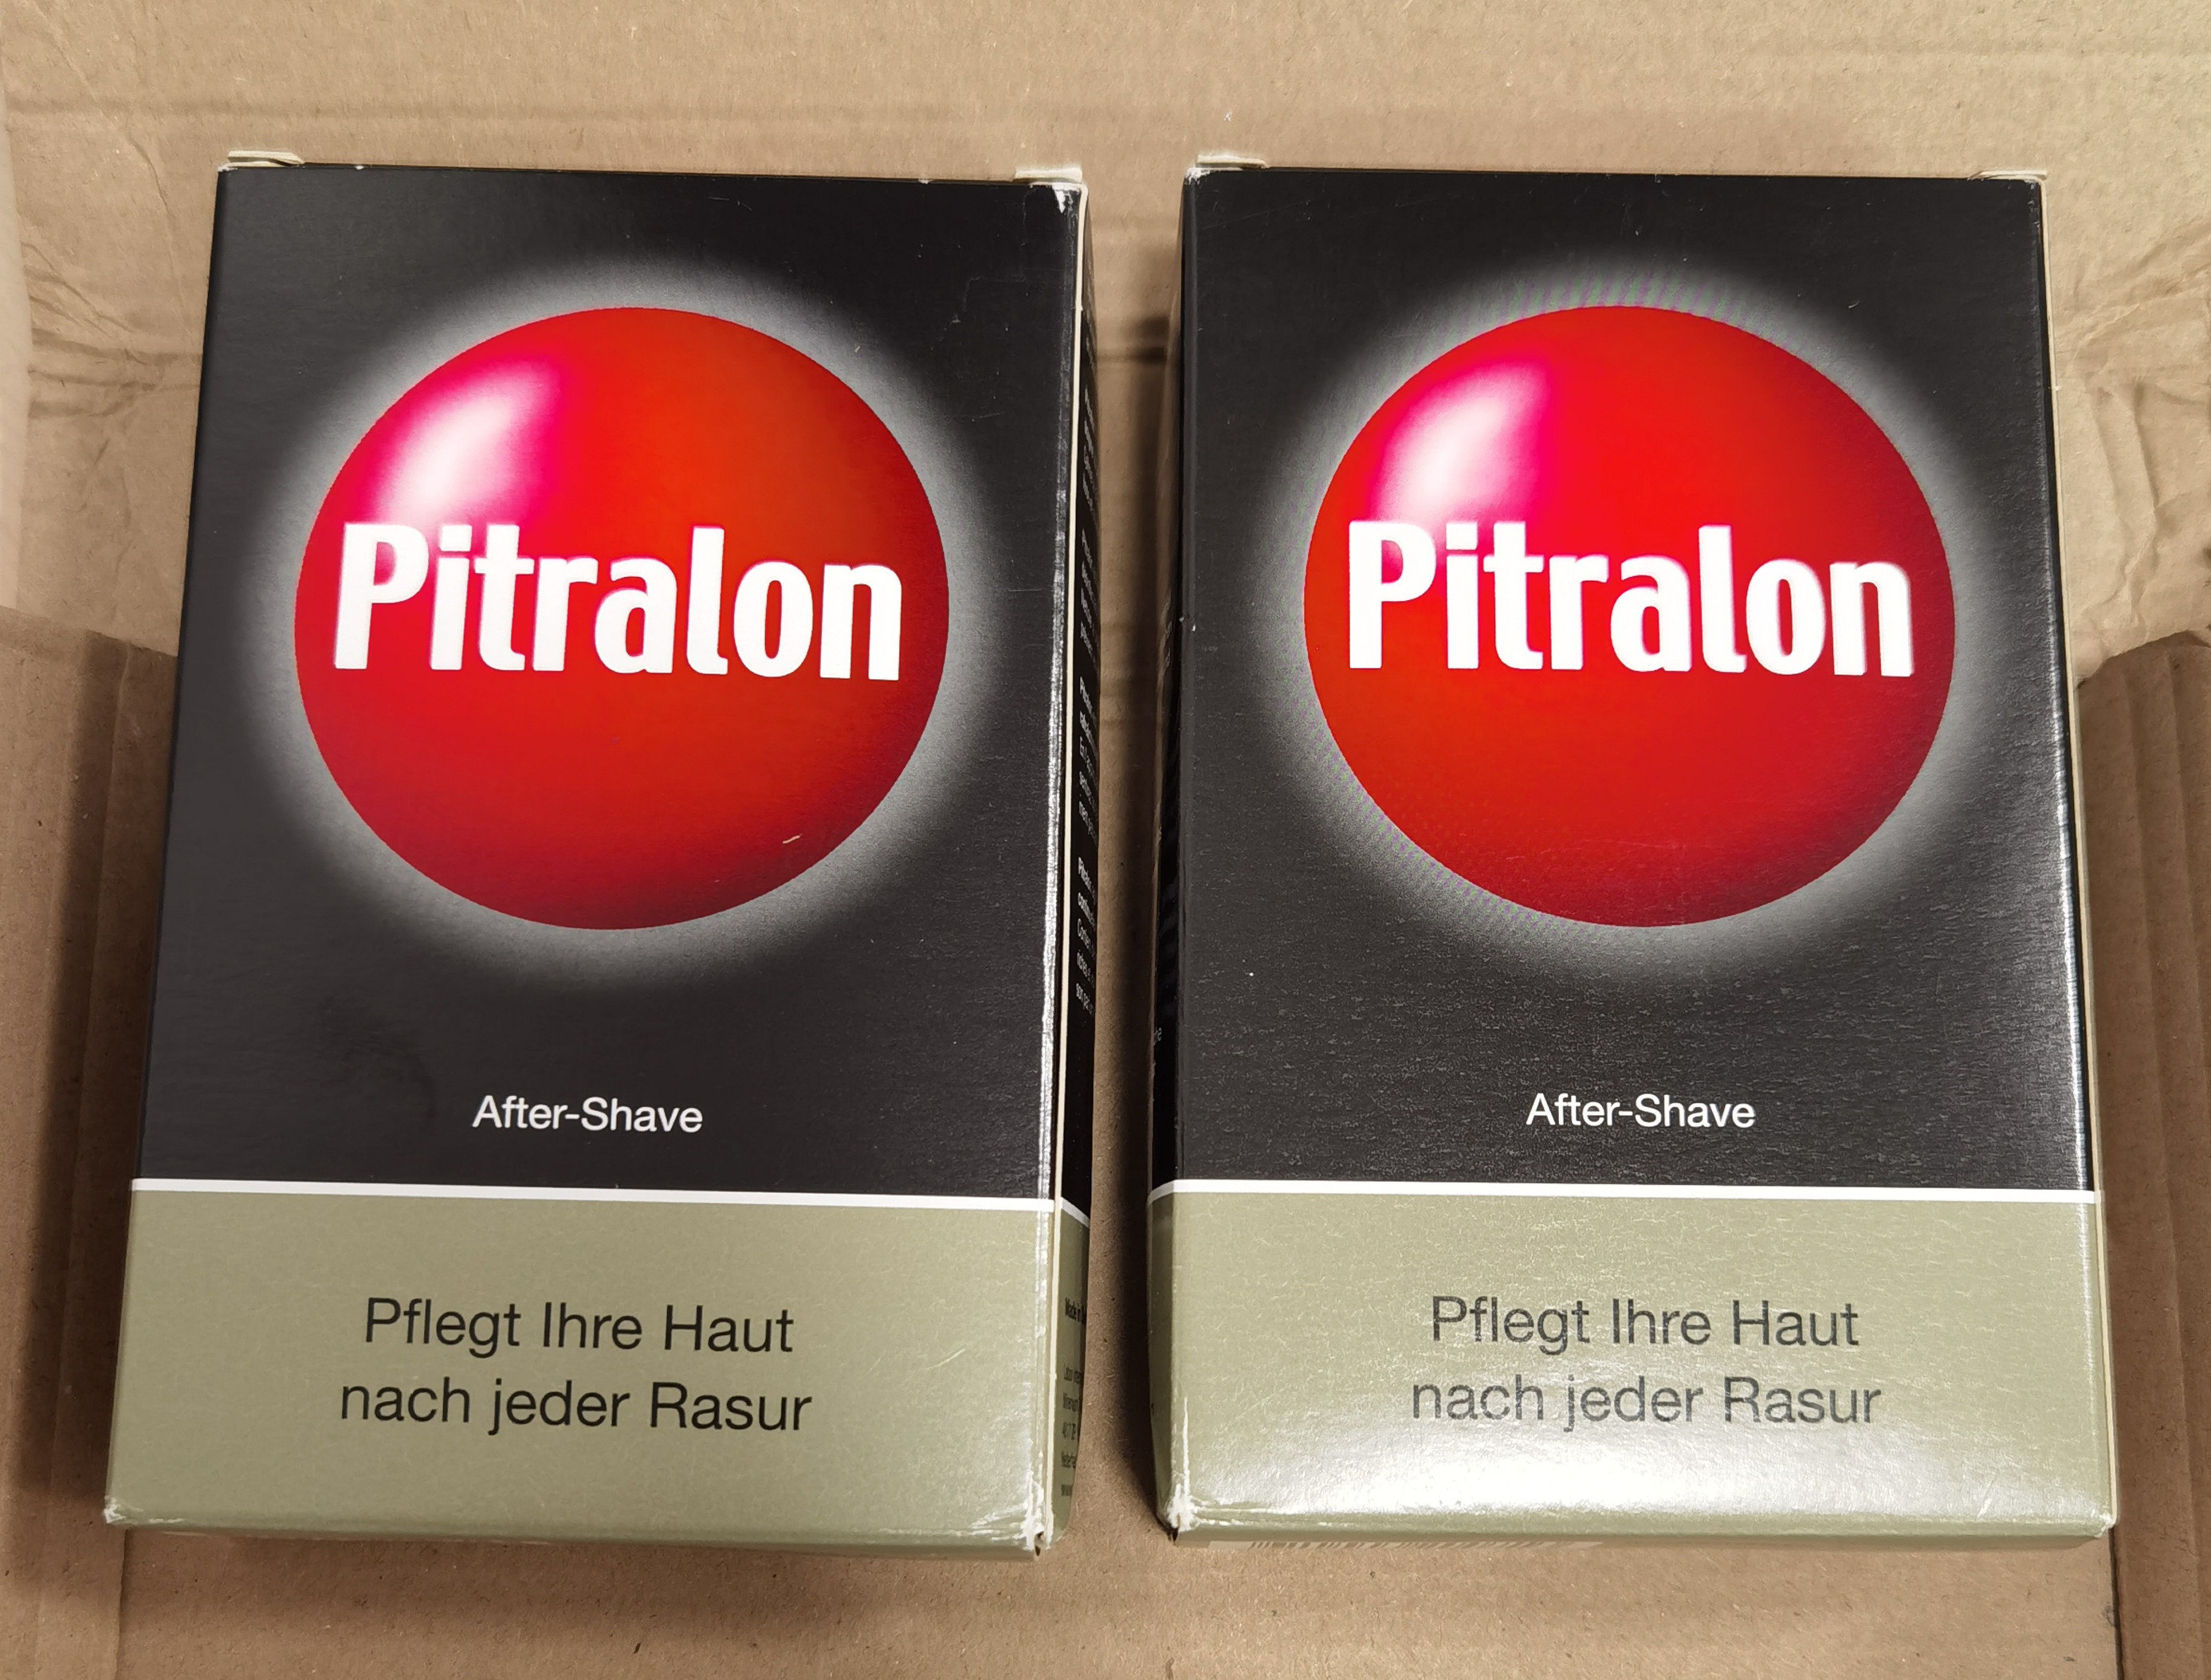 Pitralon
After-Shave
Pflegt Ihre Haut
nach jeder Rasur
Pitralon
After-Shave
Pflegt Ihre Haut
nach jeder Rasur